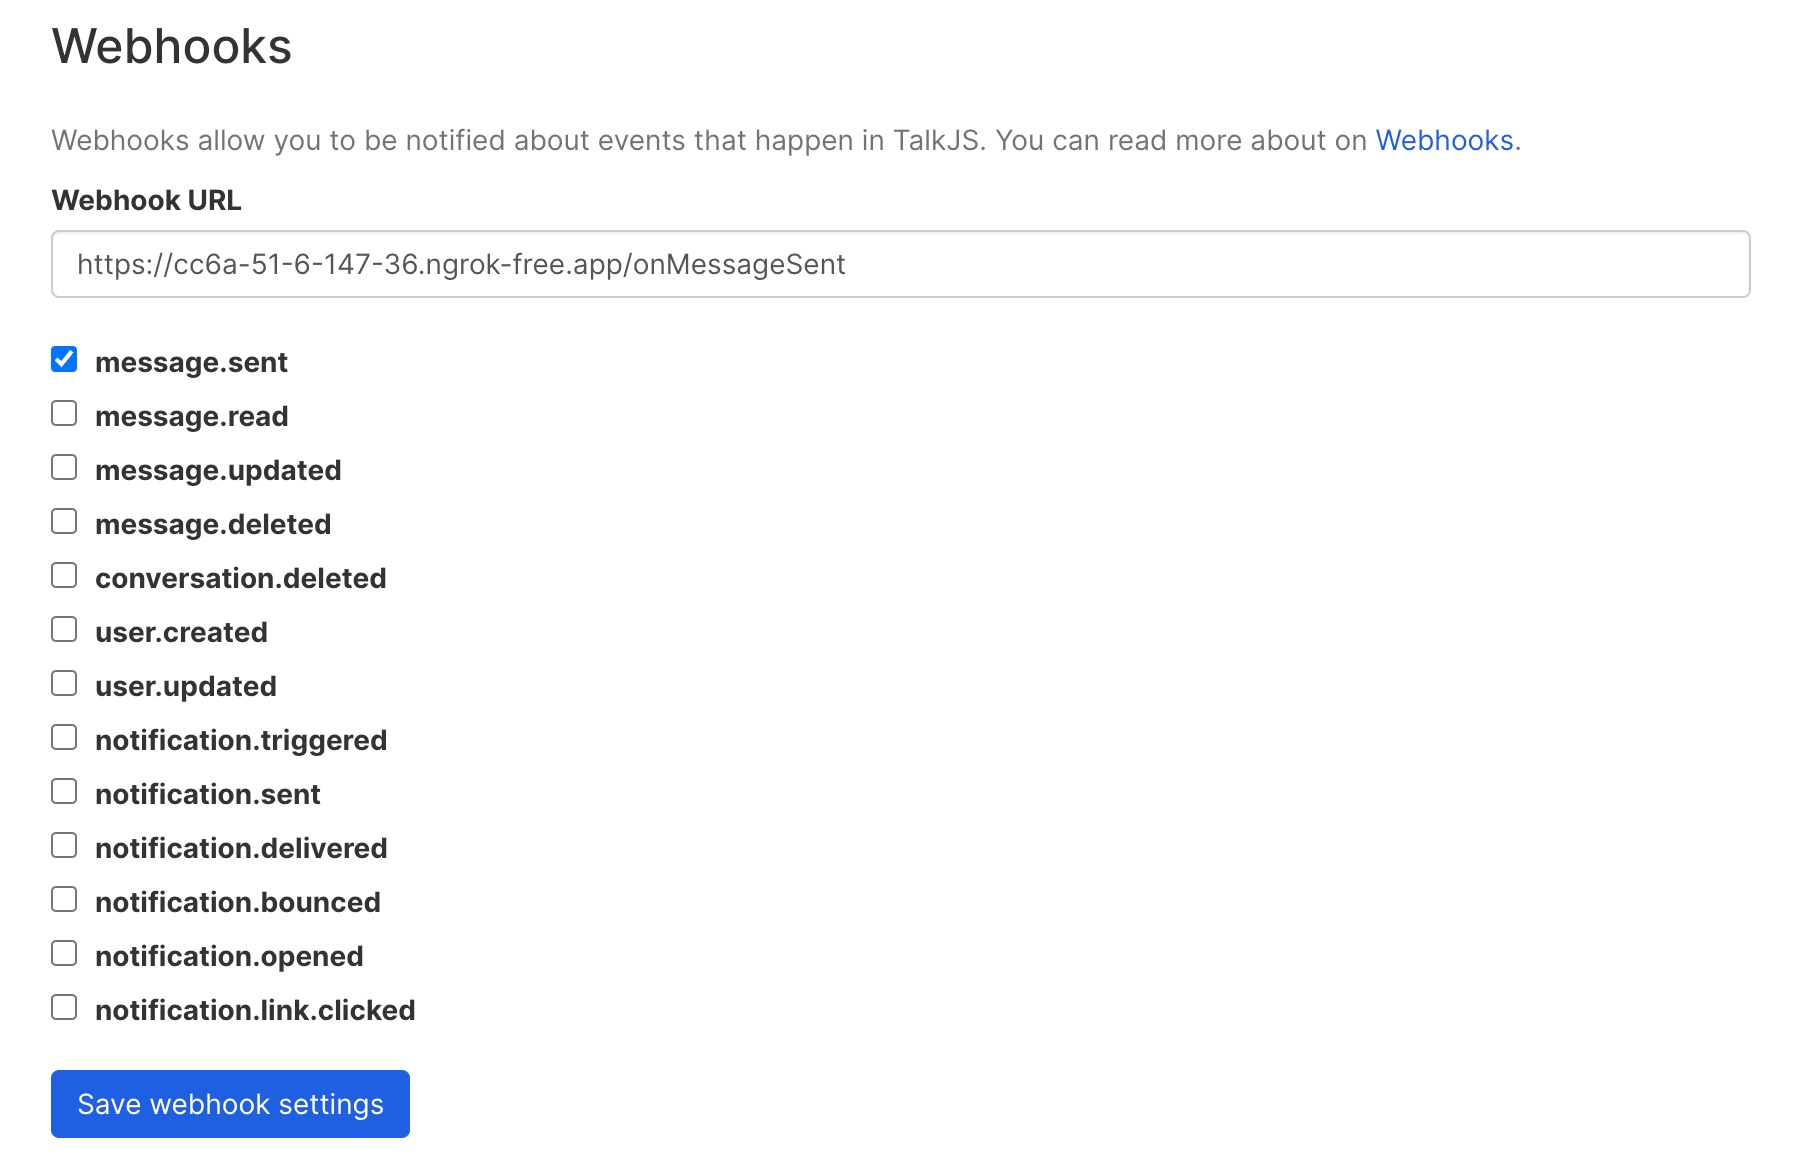 Webhooks
Webhooks allow you to be notified about events that happen in TalkJS. You can read more about on Webhooks.
Webhook URL
https://cc6a-51-6-147-36.ngrok-free.app/onMessageSent
message.sent
message.read
message.updated
message.deleted
conversation.deleted
user.created
user.updated
notification.triggered
notification.sent
notification.delivered
notification.bounced
notification.opened
notification.link.clicked
Save webhook settings